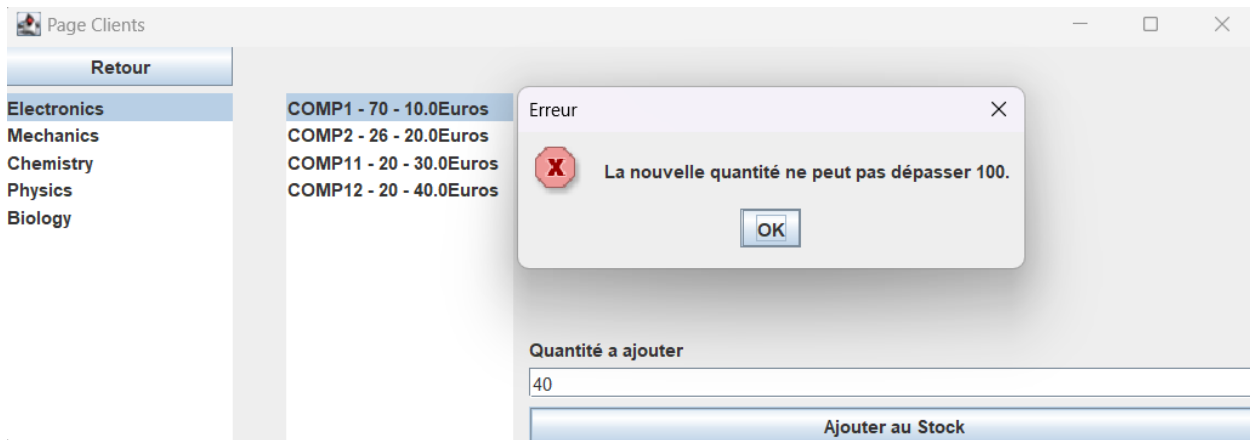 Page Clients
Retour
Electronics
Mechanics
Chemistry
Physics
Biology
COMP1 - 70 - 10.0Euros
COMP2 - 26 - 20.0Euros
COMP11 - 20 - 30.0Euros
COMP12 - 20 - 40.0Euros
Erreur
La nouvelle quantité ne peut pas dépasser 100.
OK
Quantité a ajouter
40
Ajouter au Stock